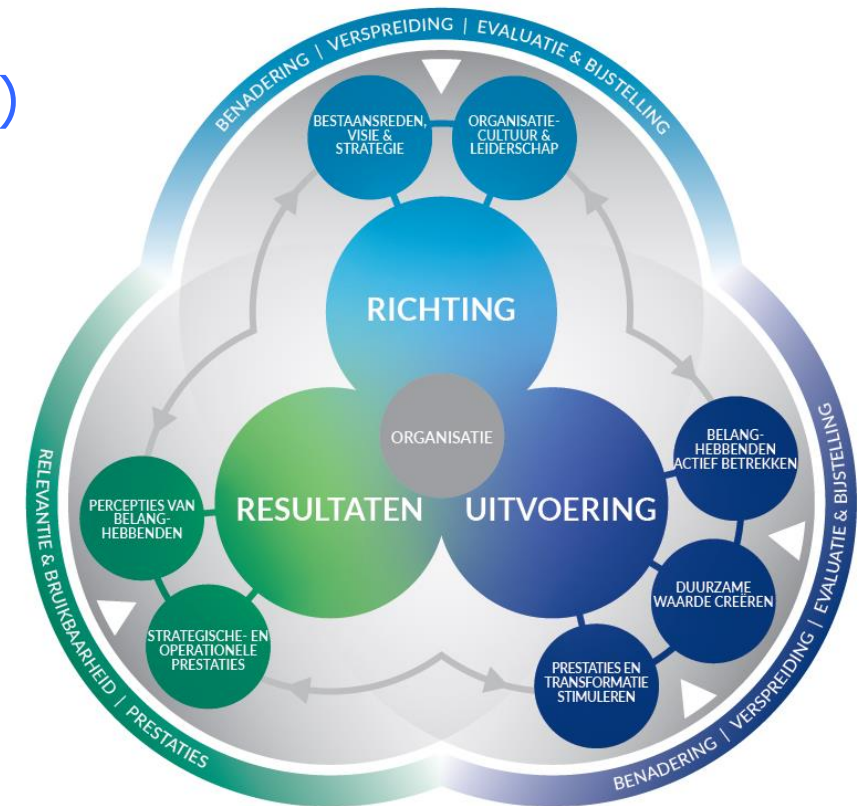 )
BENADERING | VERSPREIDING | EVALUATIE & BIJSTELLING
BESTAANSREDEN,
VISIE &
STRATEGIE
ORGANISATIE-
CULTUUR &
LEIDERSCHAP
RICHTING
ORGANISATIE
RESULTATEN
UITVOERING
BELANG-
HEBBENDEN
ACTIEF BETREKKEN
DUURZAME
WAARDE CREËREN
PRESTATIES EN
TRANSFORMATIE
STIMULEREN
BENADERING | VERSPREIDING | EVALUATIE & BIJSTELLING
PERCEPTIES VAN
BELANG-
HEBBENDEN
STRATEGISCHE- EN
OPERATIONELE
PRESTATIES
RELEVANTIE & BRUIKBAARHEID | PRESTATIES